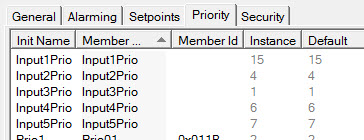 General Alarming Setpoints Priority Security
Init Name Member ... Member Id Instance Default
Input1Prio Input1Prio 15 15
Input2Prio Input2Prio 4 4
Input3Prio Input3Prio 1 1
Input4Prio Input4Prio 6 6
Input5Prio Input5Prio 7 7
Prio1 Prio01 0x011B 2 2